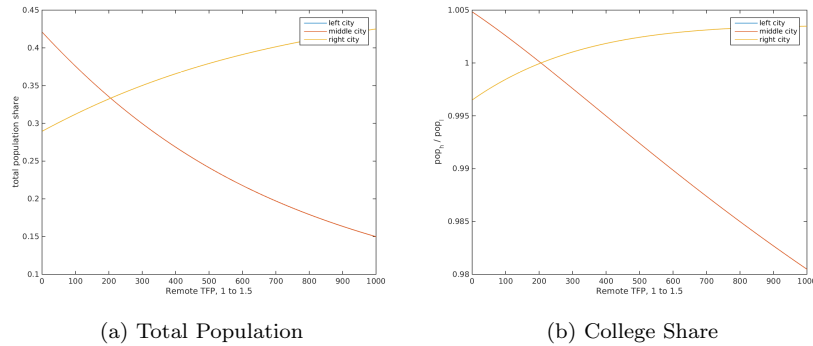 0.45
0.4
0.35
0.3
0.25
0.2
0.15
0.1
total population share
0 100 200 300 400 500 600 700 800 900 1000
Remote TFP, 1 to 1.5
left city
middle city
right city
(a) Total Population
1.005
1
0.995
0.99
0.985
0.98
pop_h / pop_l
0 100 200 300 400 500 600 700 800 900 1000
Remote TFP, 1 to 1.5
left city
middle city
right city
(b) College Share